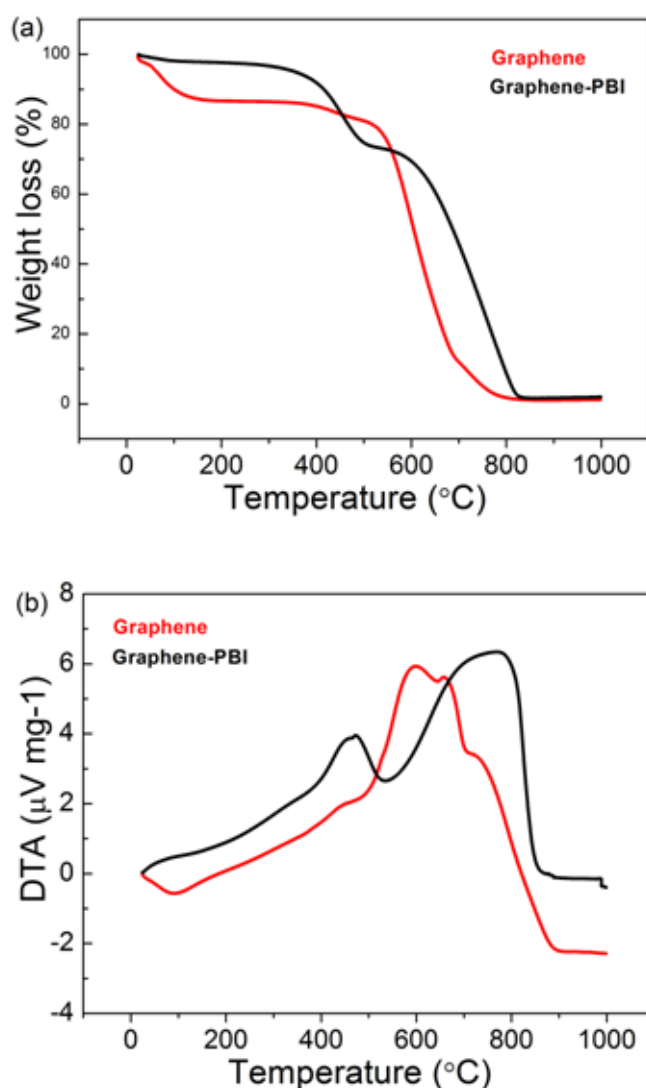 (a)
100
80
60
40
20
0
Weight loss (%)
Graphene
Graphene-PBI
0 200 400 600 800 1000
Temperature (°C)
(b)
8
6
4
2
0
-2
-4
DTA (μV mg-1)
Graphene
Graphene-PBI
0 200 400 600 800 1000
Temperature (°C)